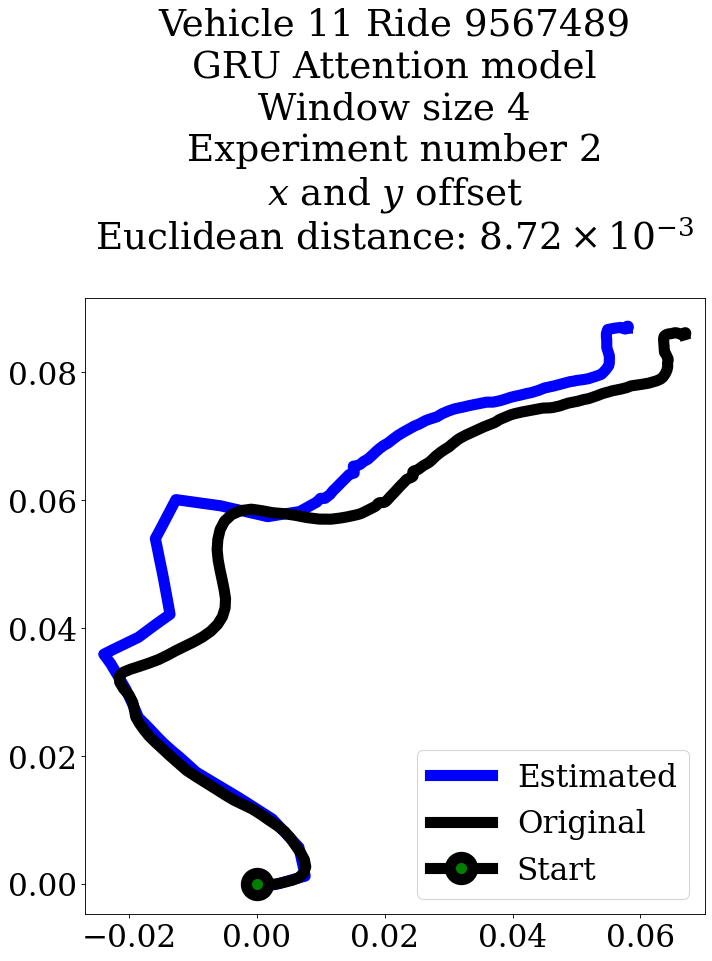 Vehicle 11 Ride 9567489
GRU Attention model
Window size 4
Experiment number 2
x and y offset
Euclidean distance: 8.72 × 10⁻³
0.08
0.06
0.04
0.02
0.00
−0.02 0.00 0.02 0.04 0.06
Estimated
Original
Start